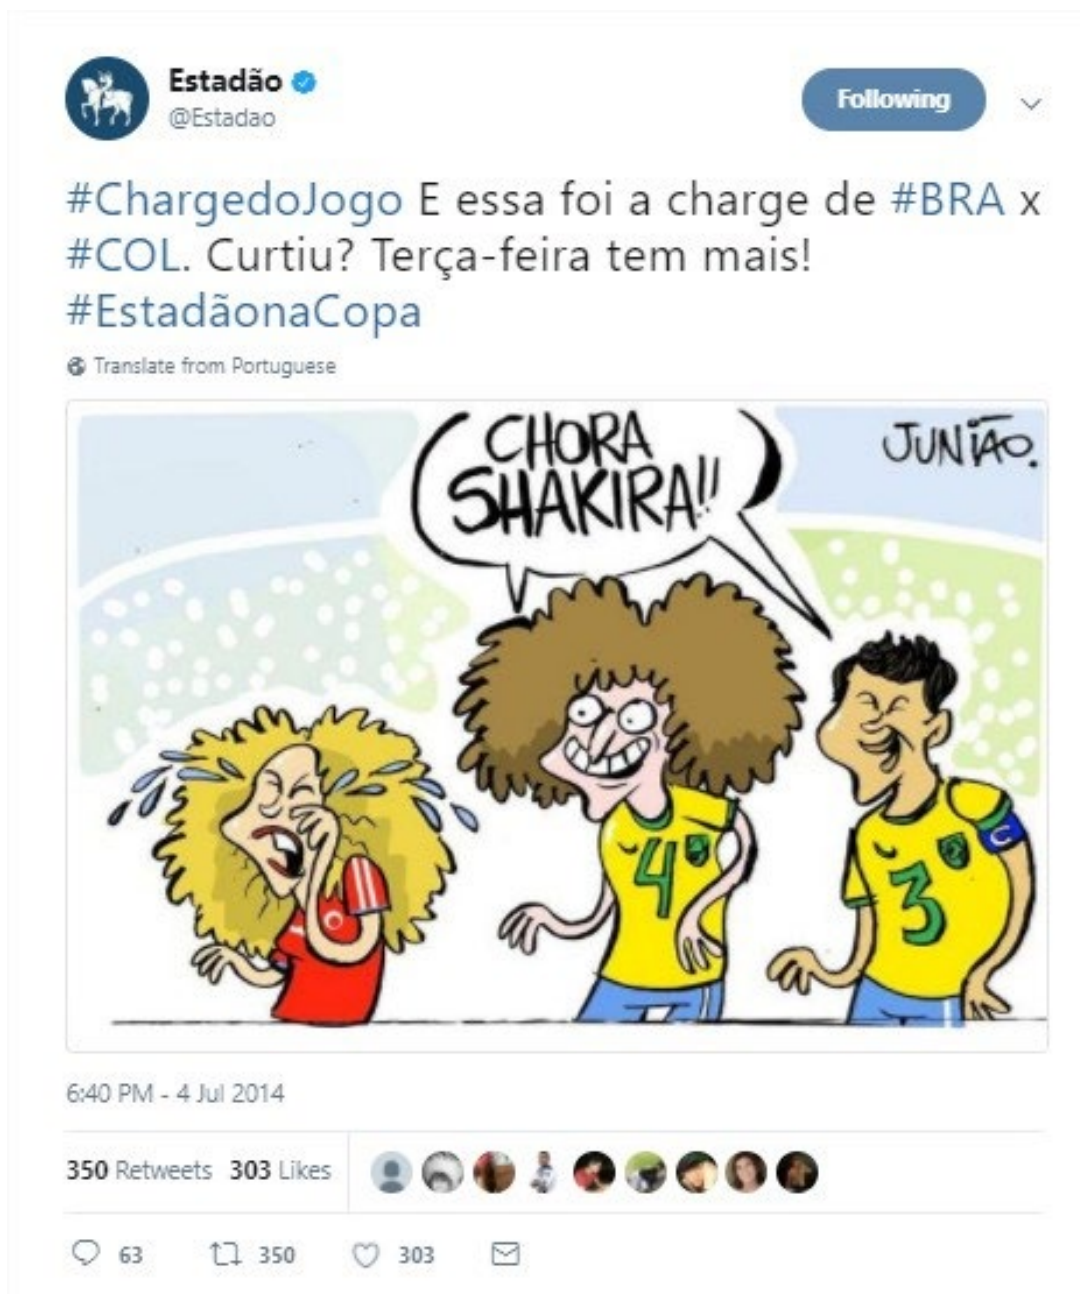 Estadão
@Estadao
Following
#ChargedoJogo E essa foi a charge de #BRA x
#COL. Curtiu? Terça-feira tem mais!
#EstadãonaCopa
Translate from Portuguese
CHORA
SHAKIRA!!
JUNIÃO.
4
3
C
6:40 PM - 4 Jul 2014
350 Retweets 303 Likes
63 350 303